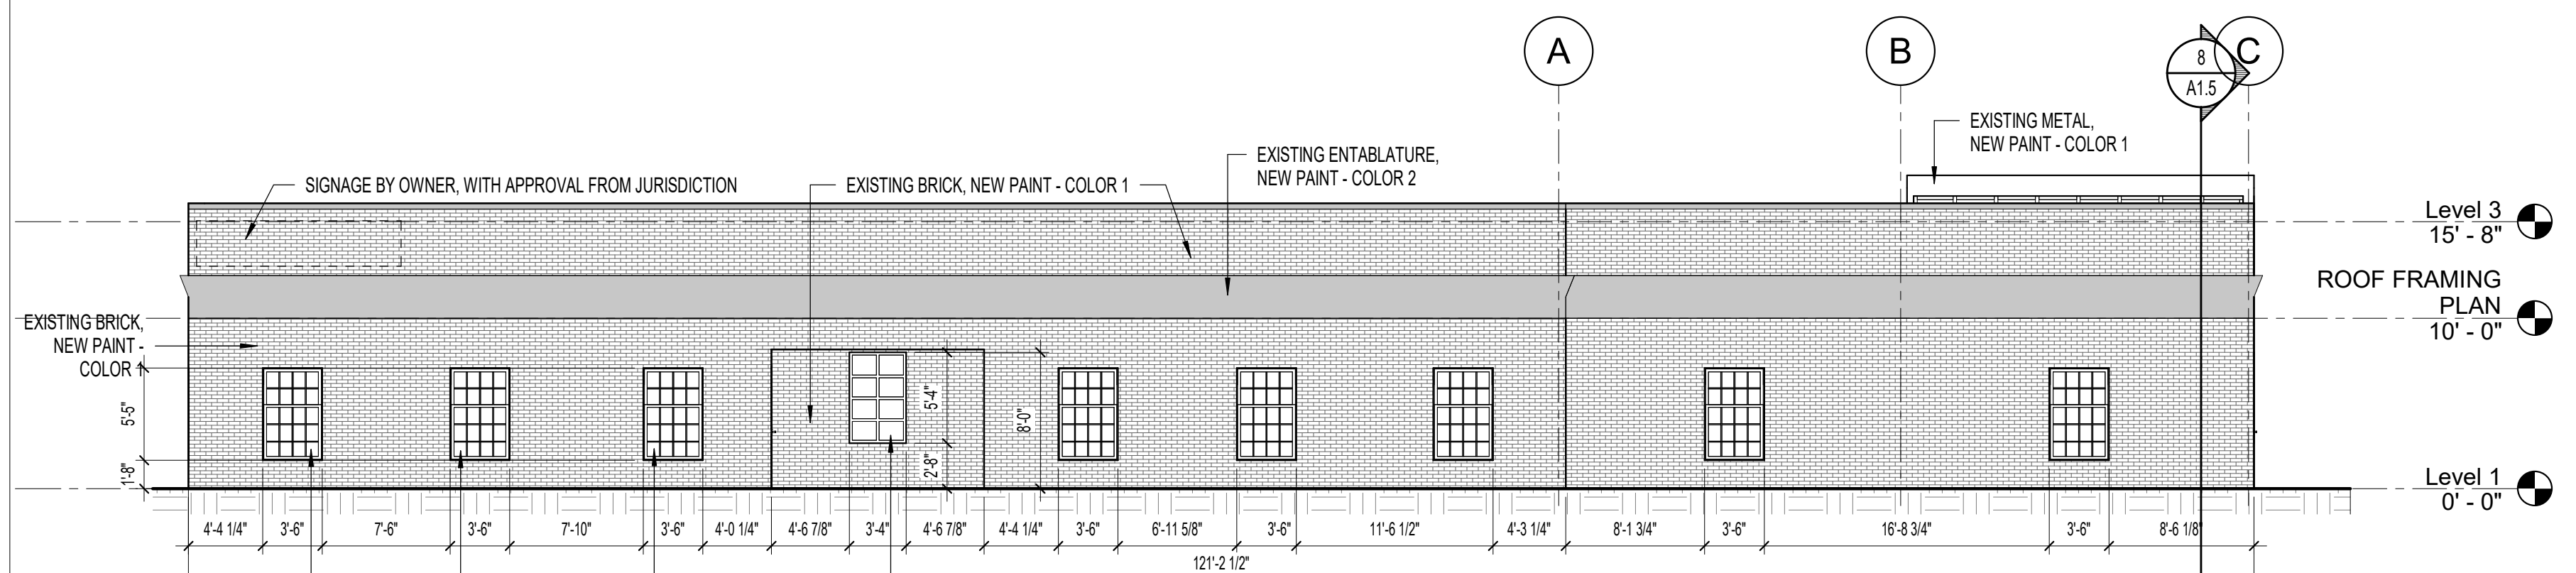 A
B
C
8
A1.5
EXISTING METAL,
NEW PAINT - COLOR 1
EXISTING ENTABLATURE,
NEW PAINT - COLOR 2
SIGNAGE BY OWNER, WITH APPROVAL FROM JURISDICTION
EXISTING BRICK, NEW PAINT - COLOR 1
Level 3
15' - 8"
ROOF FRAMING
PLAN
10' - 0"
EXISTING BRICK,
NEW PAINT -
COLOR 1
5'-5"
1'-8"
5'-4"
2'-8"
8'-0"
Level 1
0' - 0"
4'-4 1/4" 3'-6" 7'-6" 3'-6" 7'-10" 3'-6" 4'-0 1/4" 4'-6 7/8" 3'-4" 4'-6 7/8" 4'-4 1/4" 3'-6" 6'-11 5/8" 3'-6" 11'-6 1/2" 4'-3 1/4" 8'-1 3/4" 3'-6" 16'-8 3/4" 3'-6" 8'-6 1/8"
121'-2 1/2"